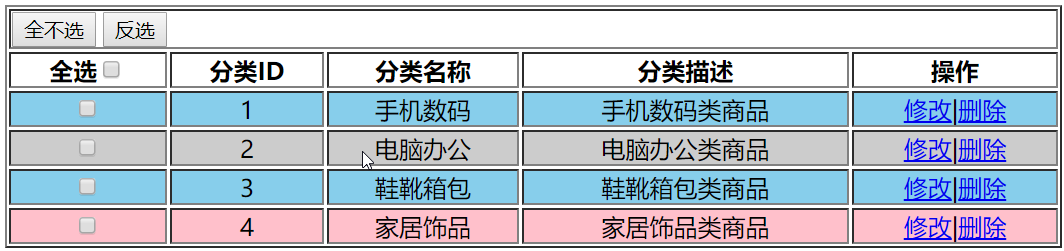 全不选 反选
全选 分类ID 分类名称 分类描述 操作
1 手机数码 手机数码类商品 修改|删除
2 电脑办公 电脑办公类商品 修改|删除
3 鞋靴箱包 鞋靴箱包类商品 修改|删除
4 家居饰品 家居饰品类商品 修改|删除